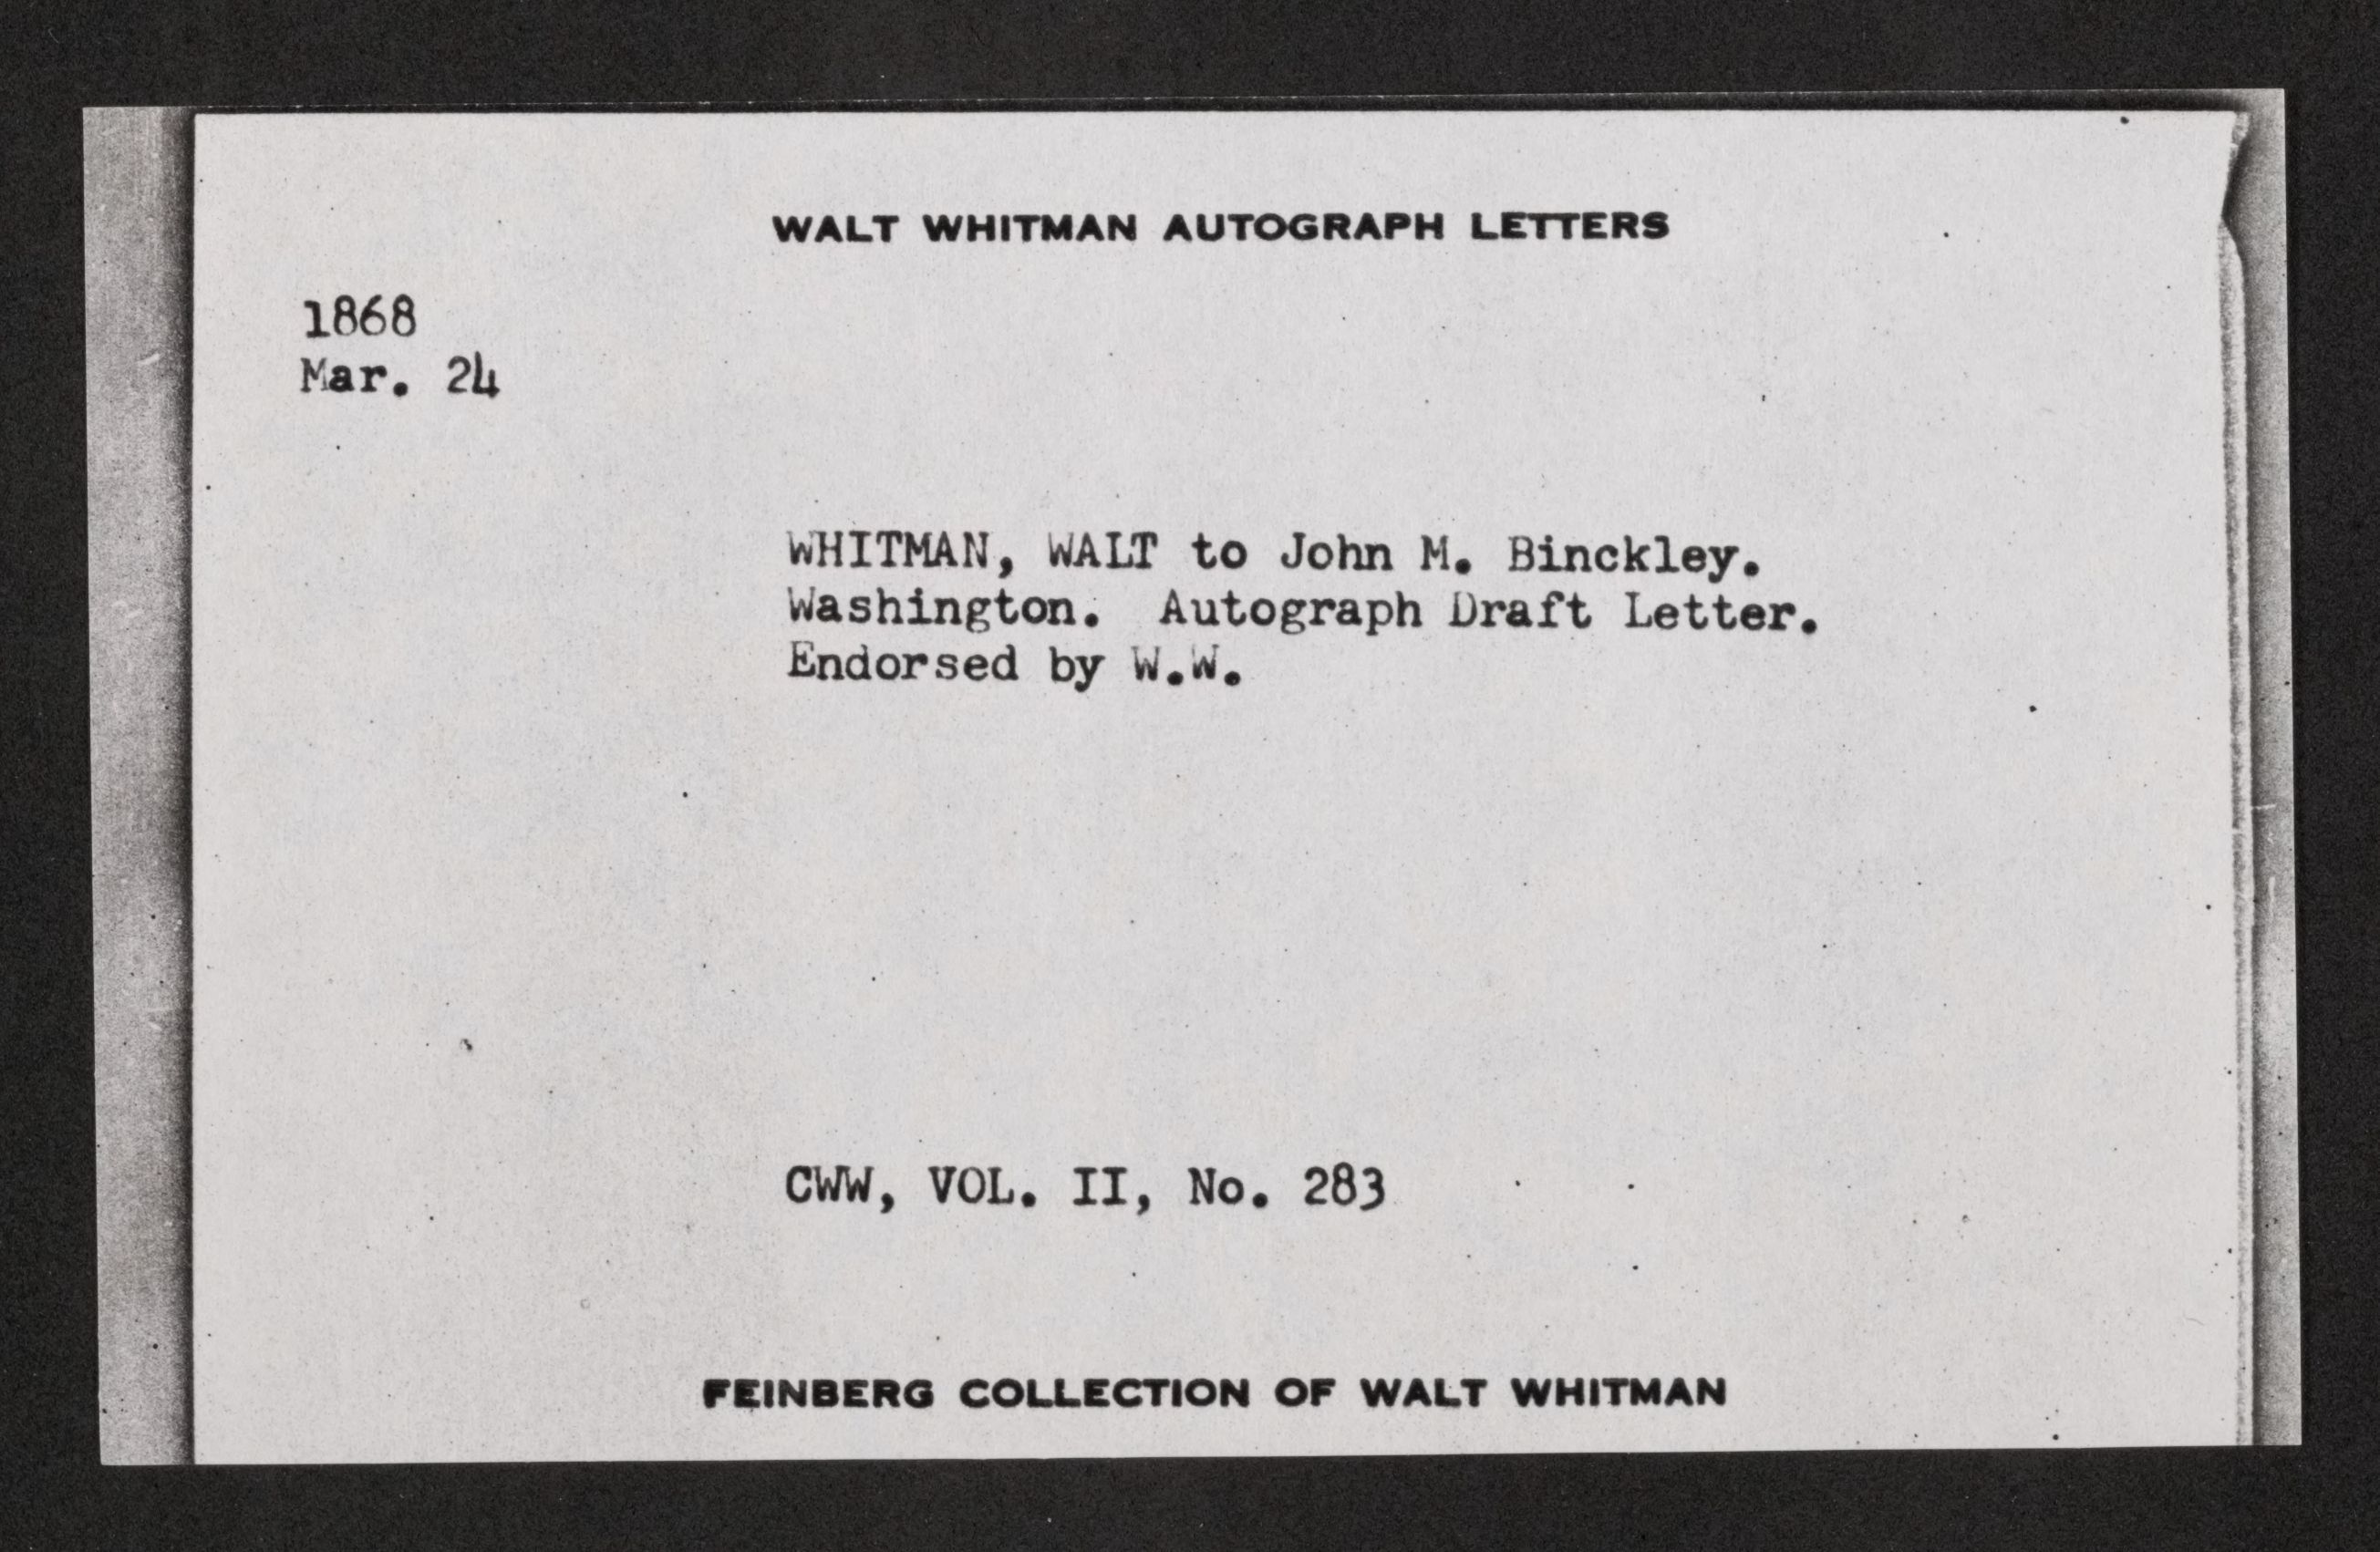 WALT WHITMAN AUTOGRAPH LETTERS
1868
Mar. 24
WHITMAN, WALT to John M. Binckley.
Washington. Autograph Draft Letter.
Endorsed by W.W.
CWW, VOL. II, No. 283
FEINBERG COLLECTION OF WALT WHITMAN